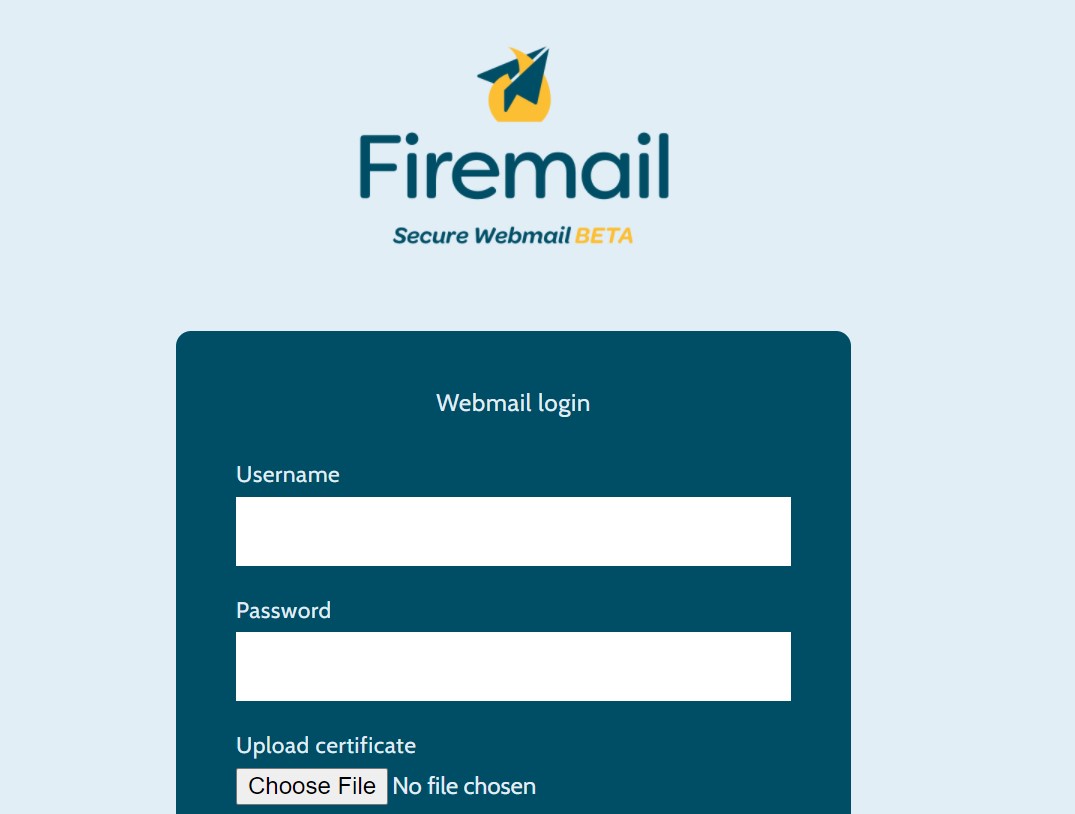 Firemail
Secure Webmail BETA
Webmail login
Username
Password
Upload certificate
Choose File No file chosen